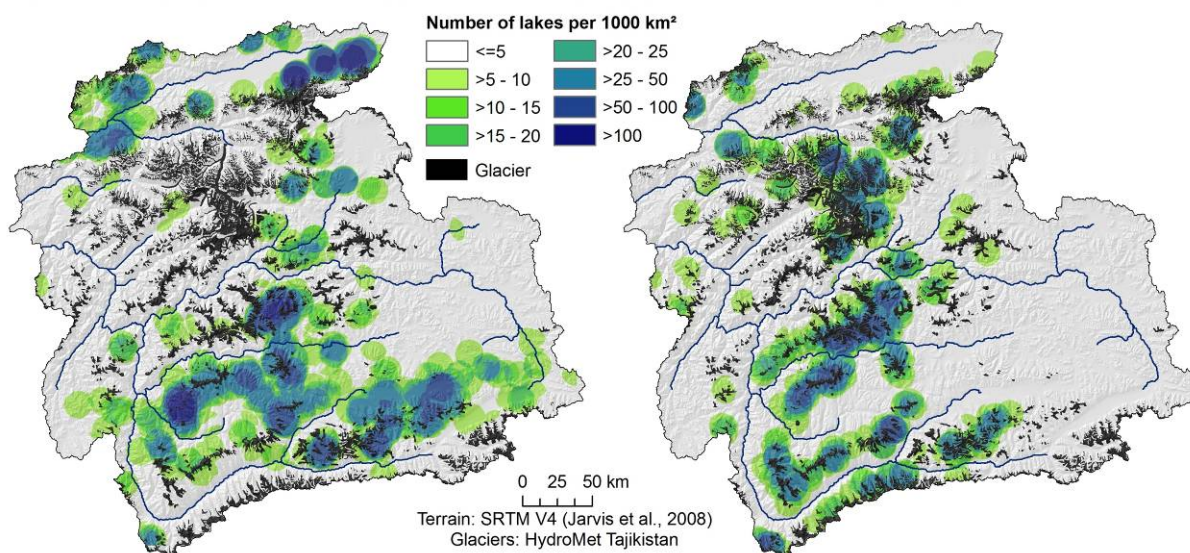 Number of lakes per 1000 km²
<=5
>20 - 25
>5 - 10
>25 - 50
>10 - 15
>50 - 100
>15 - 20
>100
Glacier
0 25 50 km
Terrain: SRTM V4 (Jarvis et al., 2008)
Glaciers: HydroMet Tajikistan